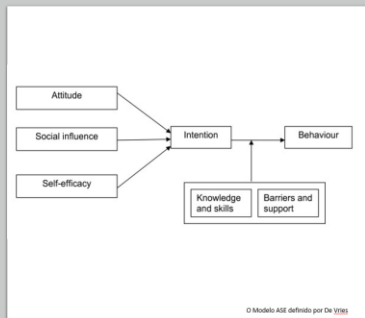 Attitude
Social influence
Self-efficacy
Intention
Behaviour
Knowledge
and skills
Barriers and
support
O Modelo ASE definido por De Vries